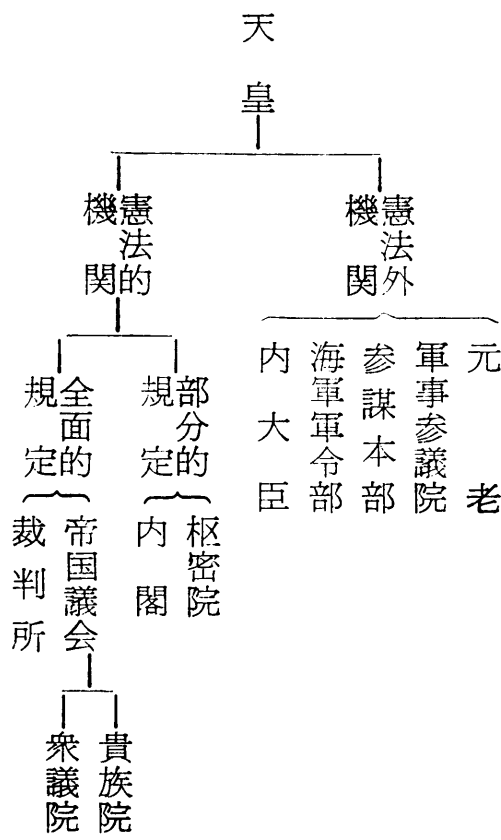 天皇
憲法外
機関
元老
軍事参議院
参謀本部
海軍軍令部
内大臣
憲法的
機関
部分的
規定
枢密院
内閣
全面的
規定
帝国議会
貴族院
衆議院
裁判所